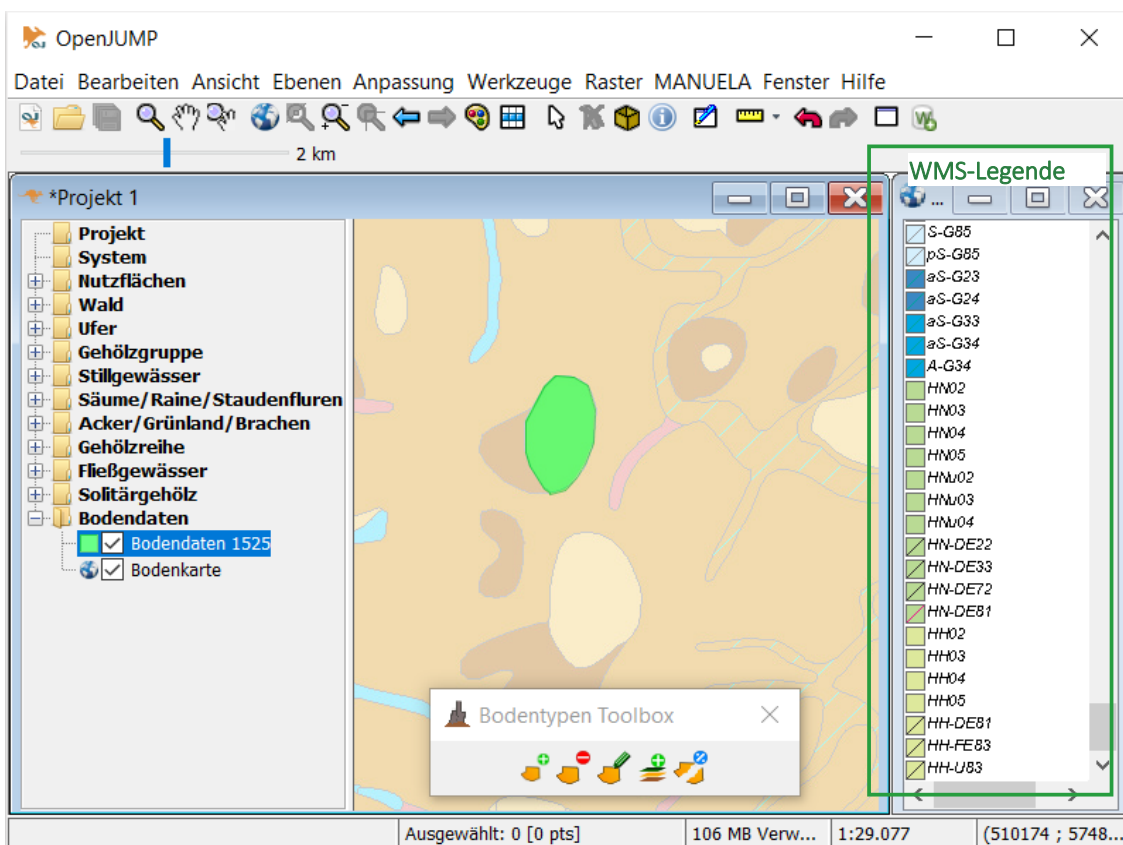 OpenJUMP
Datei Bearbeiten Ansicht Ebenen Anpassung Werkzeuge Raster MANUELA Fenster Hilfe
2 km
WMS-Legende
*Projekt 1
...
Projekt
System
Nutzflächen
Wald
Ufer
Gehölzgruppe
Stillgewässer
Säume/Raine/Staudenfluren
Acker/Grünland/Brachen
Gehölzreihe
Fließgewässer
Solitärgehölz
Bodendaten
Bodendaten 1525
Bodenkarte
Bodentypen Toolbox
S-G85
pS-G85
aS-G23
aS-G24
aS-G33
aS-G34
A-G34
HN02
HN03
HN04
HN05
HNu02
HNu03
HNu04
HN-DE22
HN-DE33
HN-DE72
HN-DE81
HH02
HH03
HH04
HH05
HH-DE81
HH-FE83
HH-U83
Ausgewählt: 0 [0 pts]
106 MB Verw...
1:29.077
(510174 ; 5748...